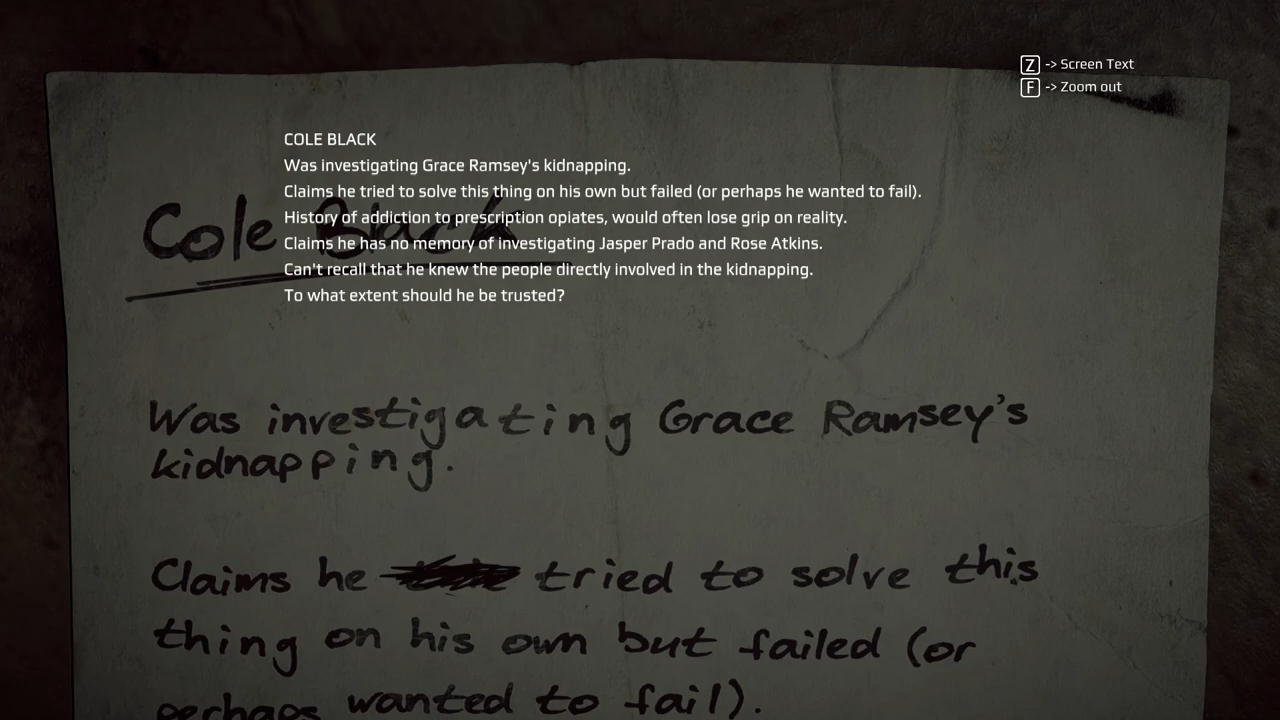 Z -> Screen Text
F -> Zoom out
COLE BLACK
Was investigating Grace Ramsey's kidnapping.
Claims he tried to solve this thing on his own but failed (or perhaps he wanted to fail).
History of addiction to prescription opiates, would often lose grip on reality.
Claims he has no memory of investigating Jasper Prado and Rose Atkins.
Can't recall that he knew the people directly involved in the kidnapping.
To what extent should he be trusted?
Cole Black
Was investigating Grace Ramsey's
kidnapping.
Claims he tried to solve this
thing on his own but failed (or
perhaps wanted to fail).